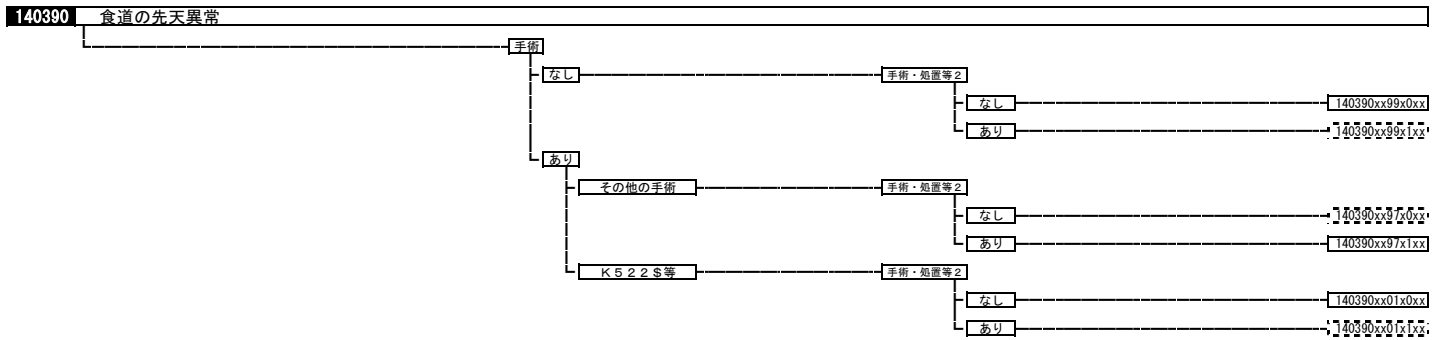 140390 食道の先天異常
手術
なし 手術・処置等2
なし 140390xx99x0xx
あり 140390xx99x1xx
あり
その他の手術 手術・処置等2
なし 140390xx97x0xx
あり 140390xx97x1xx
K522$等 手術・処置等2
なし 140390xx01x0xx
あり 140390xx01x1xx